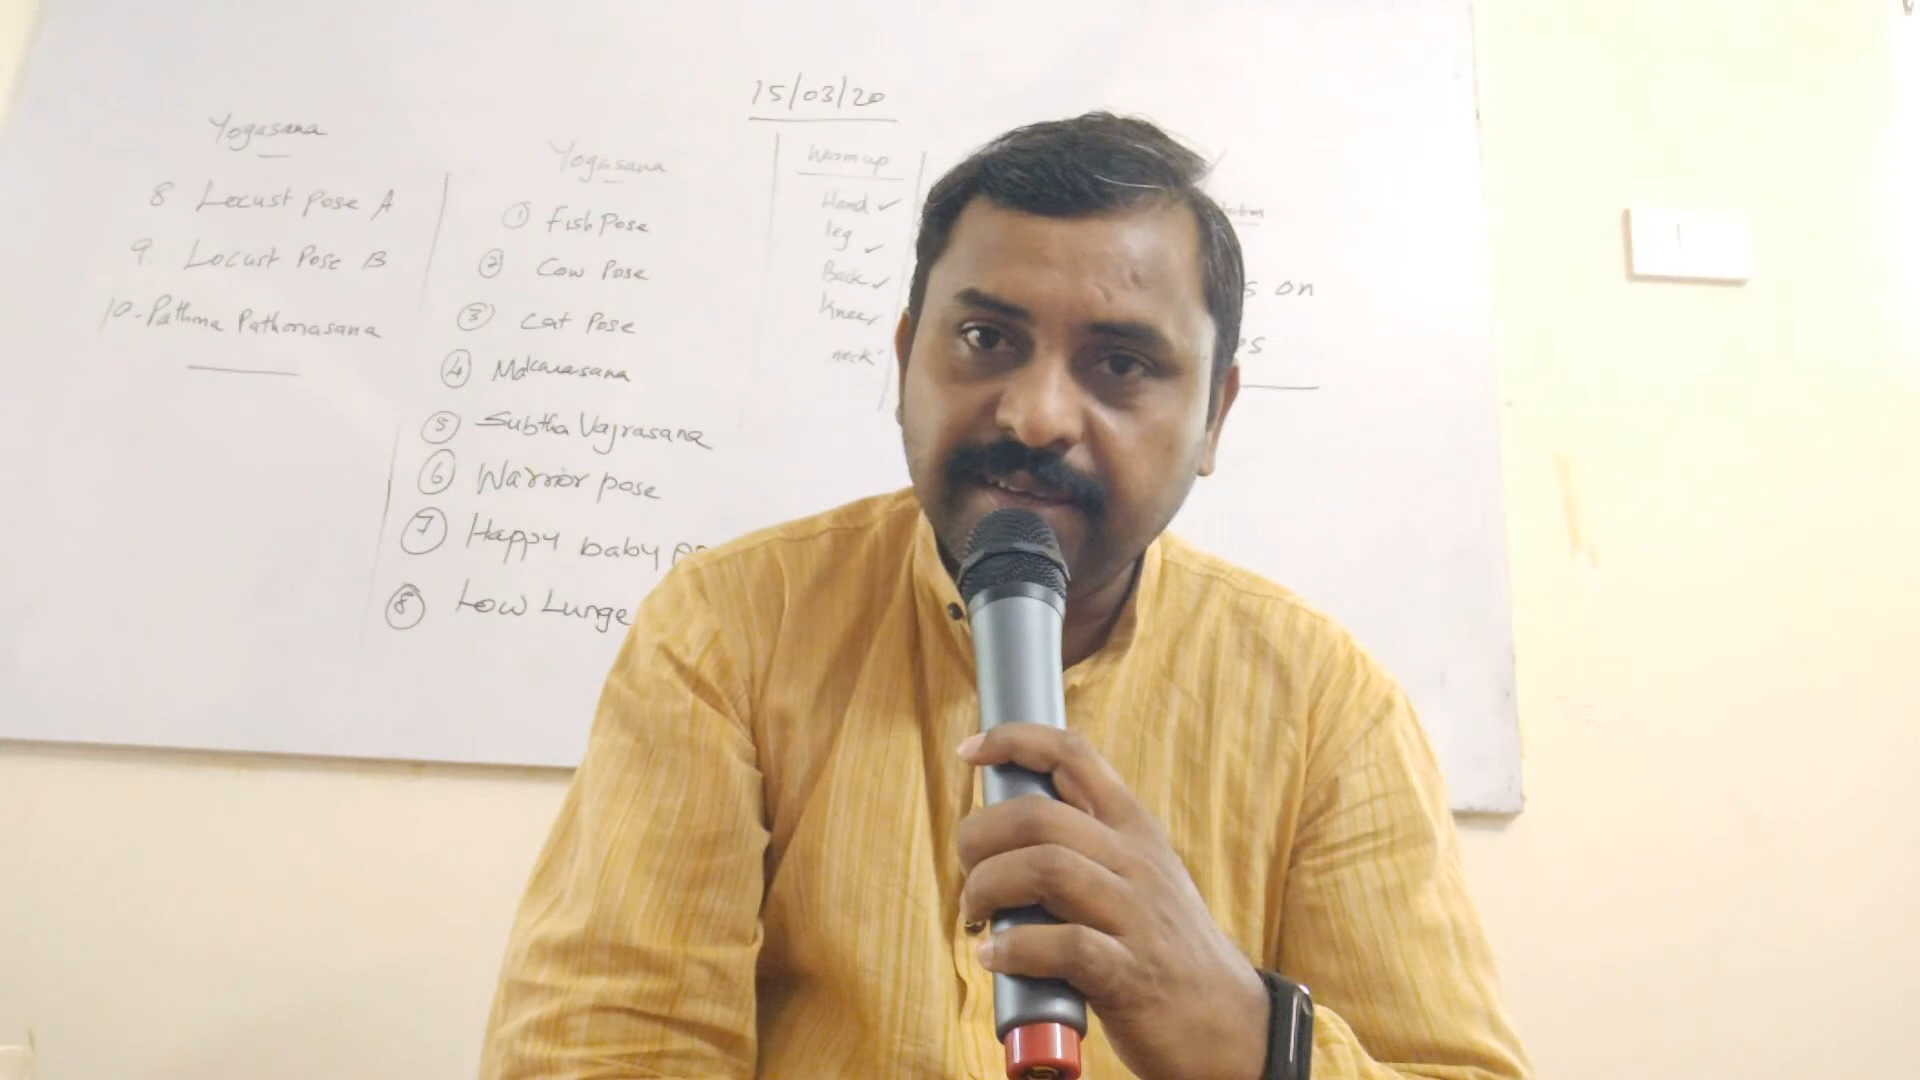 15/03/20
Yogasana
8 Locust Pose A
9. Locust Pose B
10. Pathma Pathmasana
Yogasana
① Fish Pose
② Cow Pose
③ Cat Pose
④ Makarasana
⑤ Subtha Vajrasana
⑥ Warrior pose
⑦ Happy baby
⑧ Low Lunge
Warm up
Hand ✓
leg ✓
Back ✓
Knee ✓
neck
on